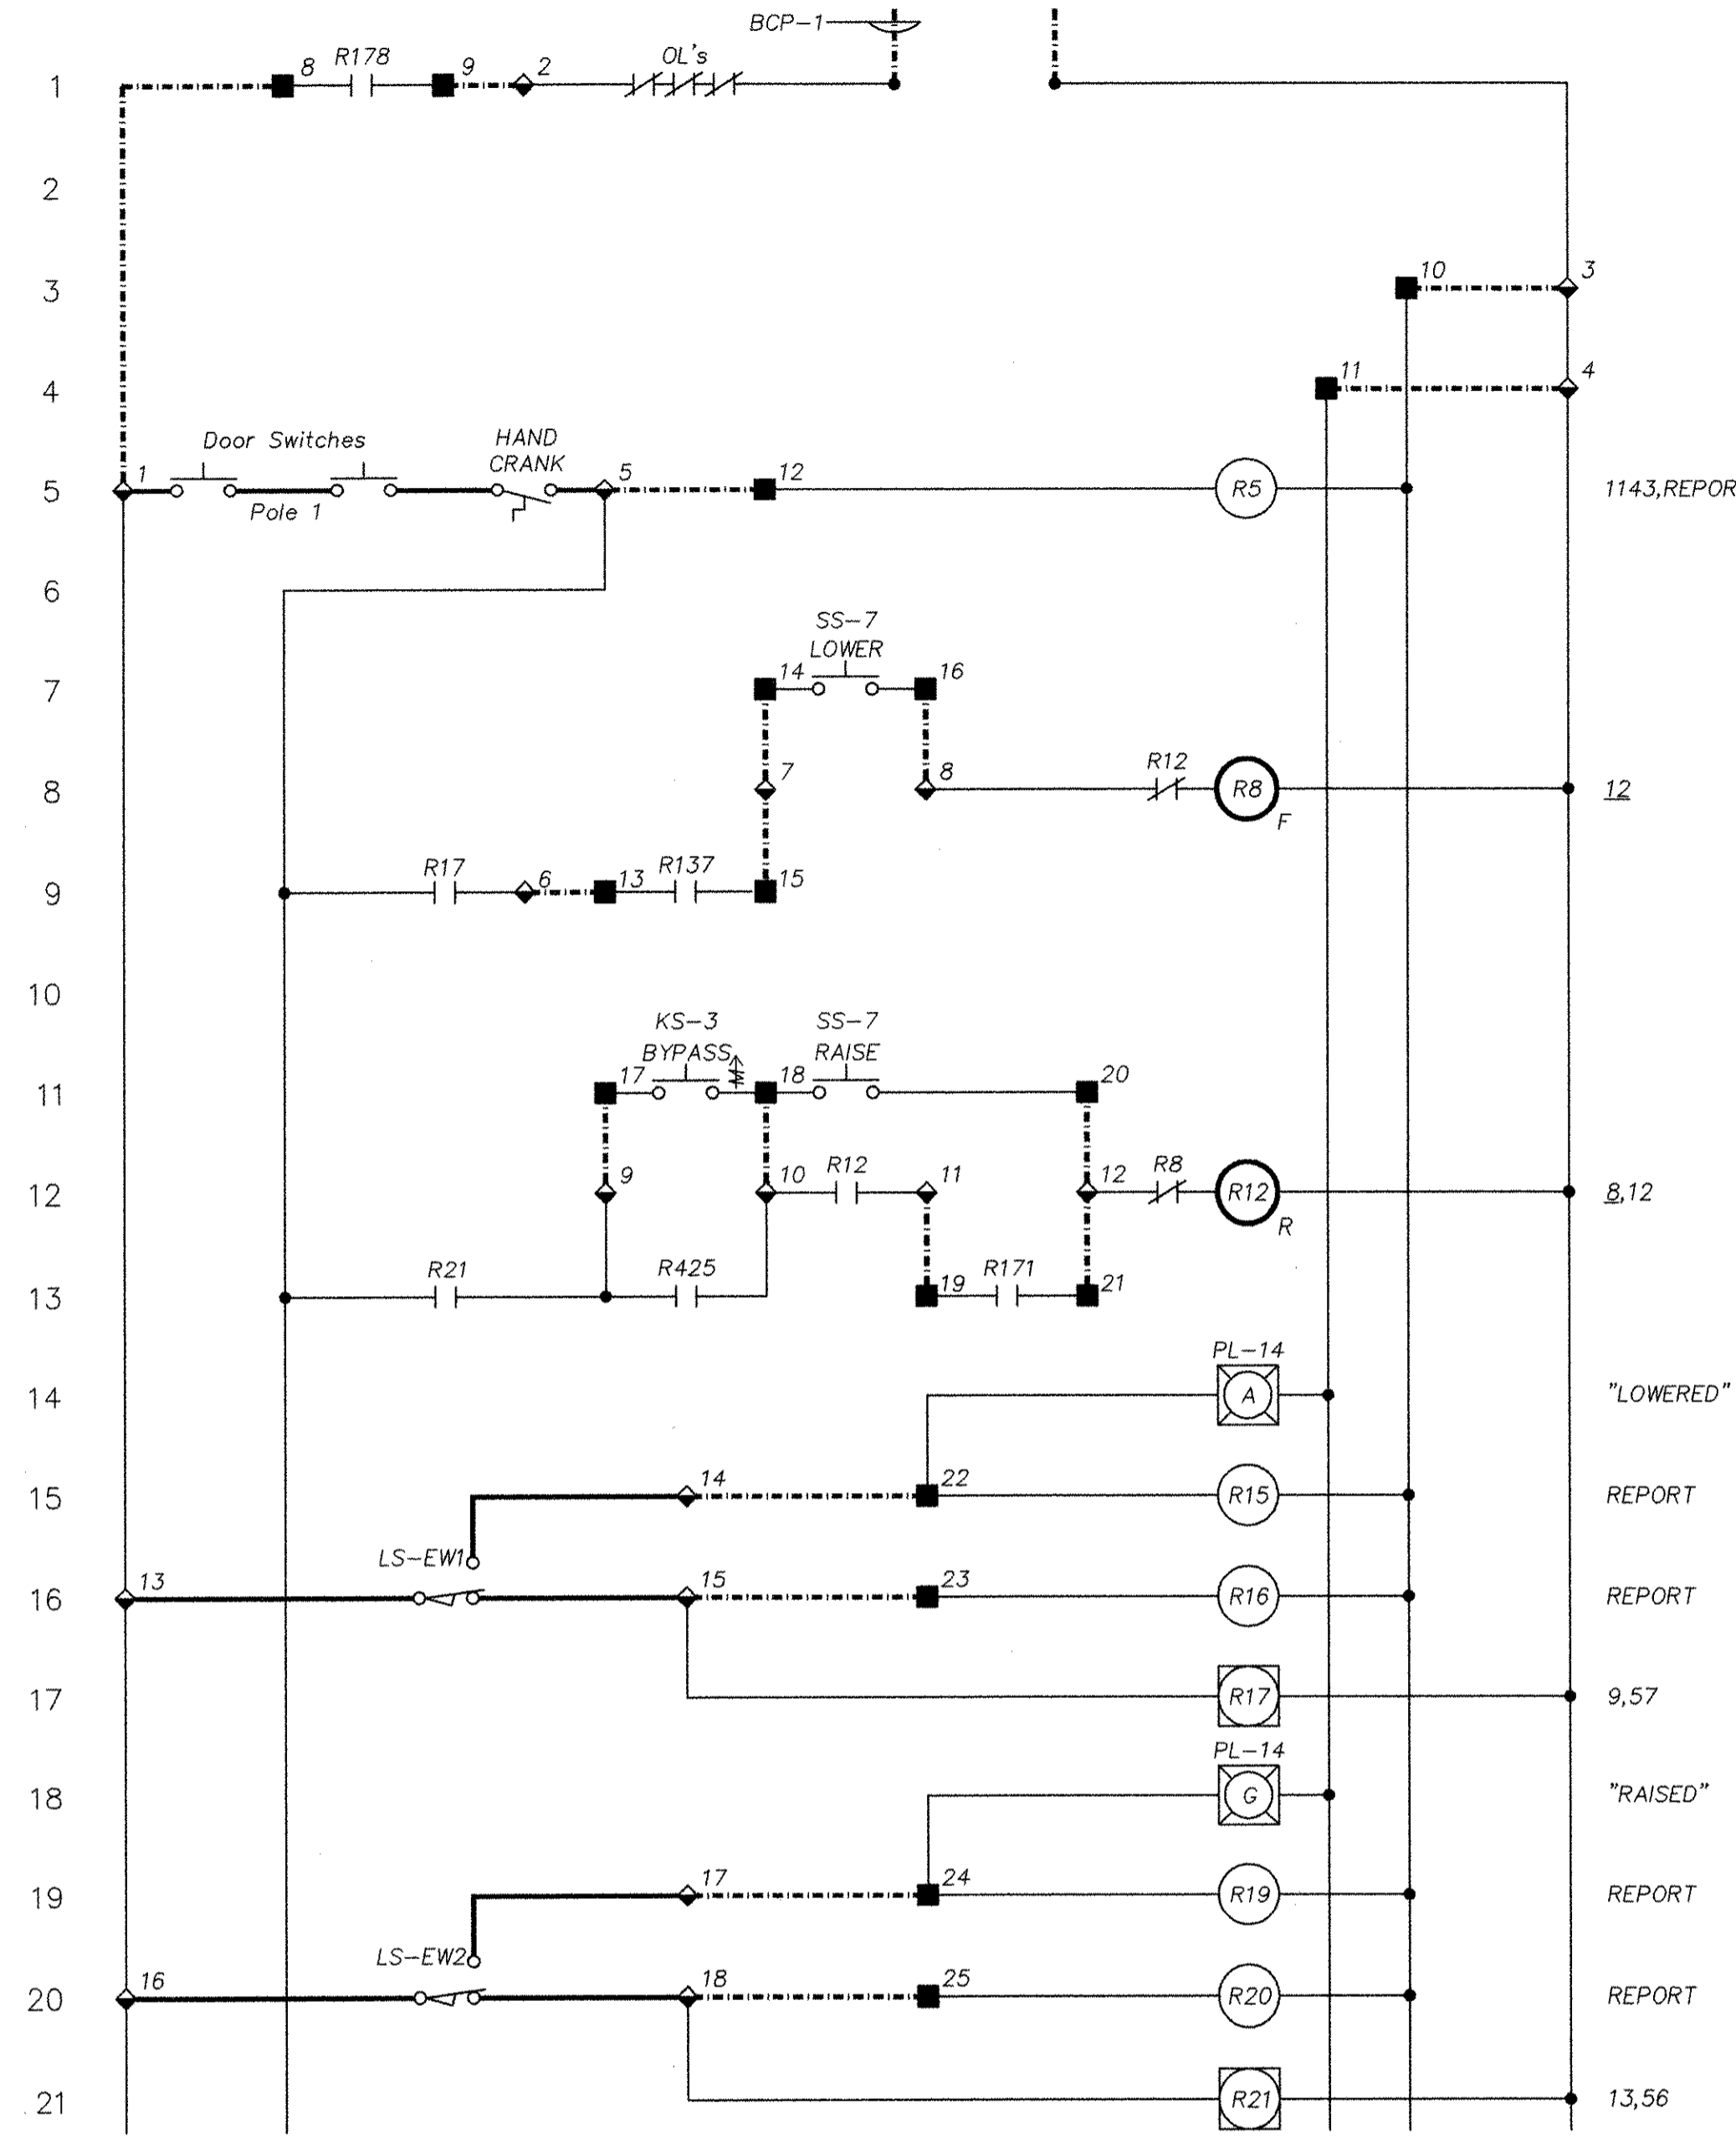 BCP-1
1 8 R178 9 2 OL's
2
3 10 3
4 11 4
Door Switches HAND
CRANK
5 1 Pole 1 5 12 R5 1143,REPOR
6
SS-7
LOWER
7 14 16
8 7 8 R12 R8 F 12
9 R17 6 13 R137 15
10
KS-3 SS-7
BYPASS RAISE
11 17 18 20
12 9 10 R12 11 12 R8 R12 R 8,12
13 R21 R425 19 R171 21
PL-14
14 A "LOWERED"
15 14 22 R15 REPORT
LS-EW1
16 13 15 23 R16 REPORT
17 R17 9,57
PL-14
18 G "RAISED"
19 17 24 R19 REPORT
LS-EW2
20 16 18 25 R20 REPORT
21 R21 13,56